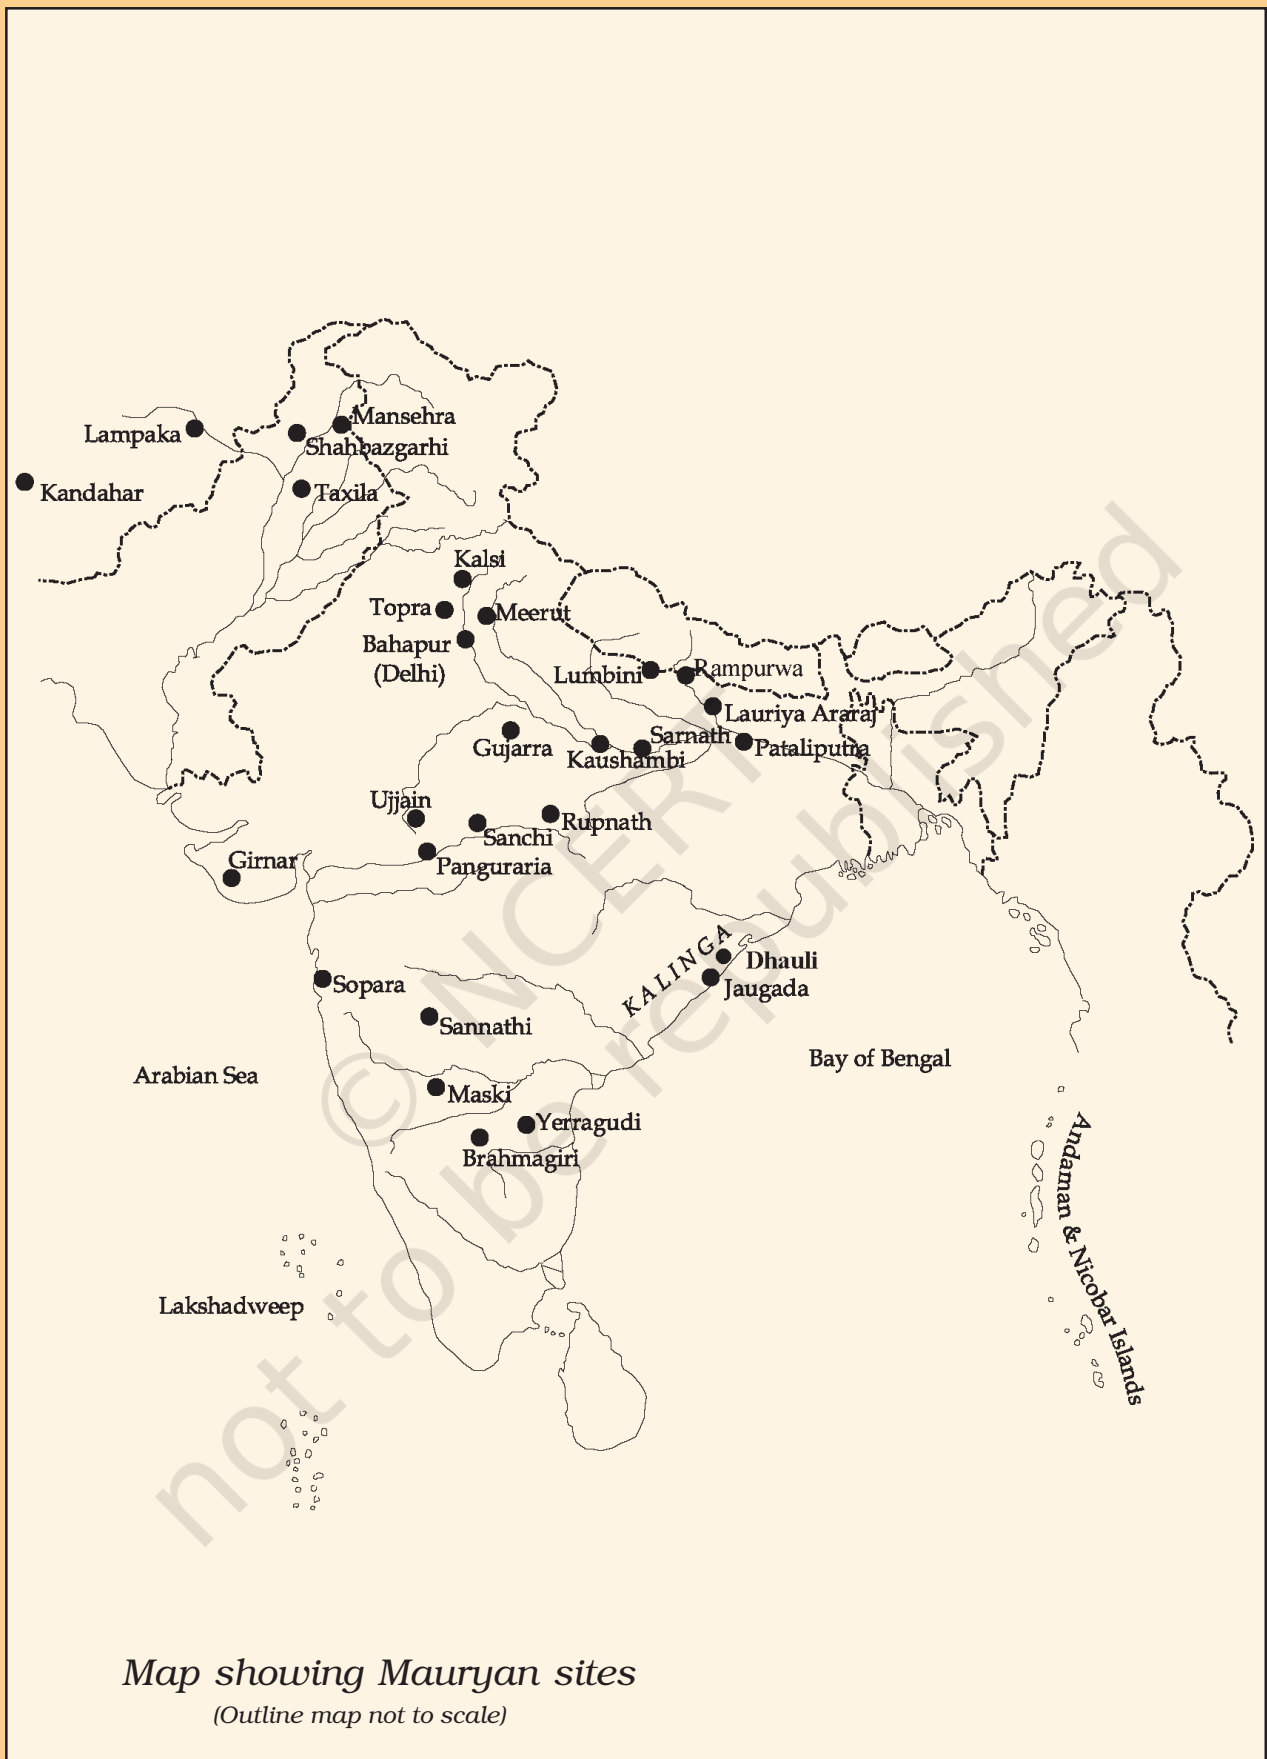 Mansehra
Lampaka
Shahbazgarhi
Kandahar
Taxila
Kalsi
Topra
Meerut
Bahapur
(Delhi)
Lumbini
Rampurwa
Lauriya Araraj
Sarnath
Gujarra
Kaushambi
Pataliputra
Ujjain
Rupnath
Sanchi
Girnar
Panguraria
KALINGA
Dhauli
Sopara
Jaugada
Sannathi
Bay of Bengal
Arabian Sea
Maski
Yerragudi
Brahmagiri
Andaman & Nicobar Islands
Lakshadweep
© NCERT
not to be republished
Map showing Mauryan sites
(Outline map not to scale)